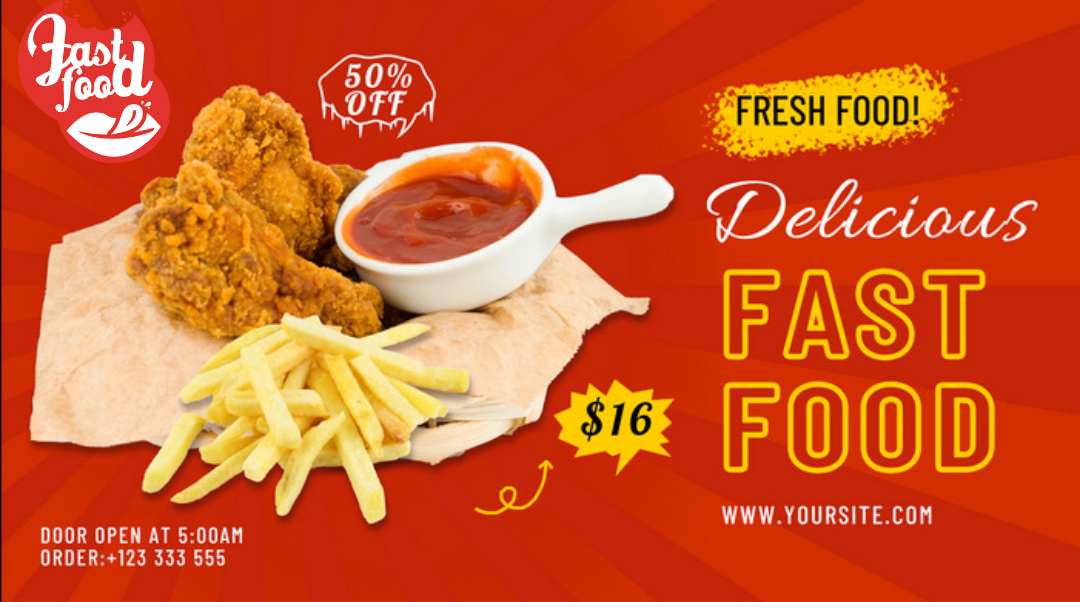 Fast
food
50%
OFF
FRESH FOOD!
Delicious
FAST
FOOD
$16
WWW.YOURSITE.COM
DOOR OPEN AT 5:00AM
ORDER:+123 333 555